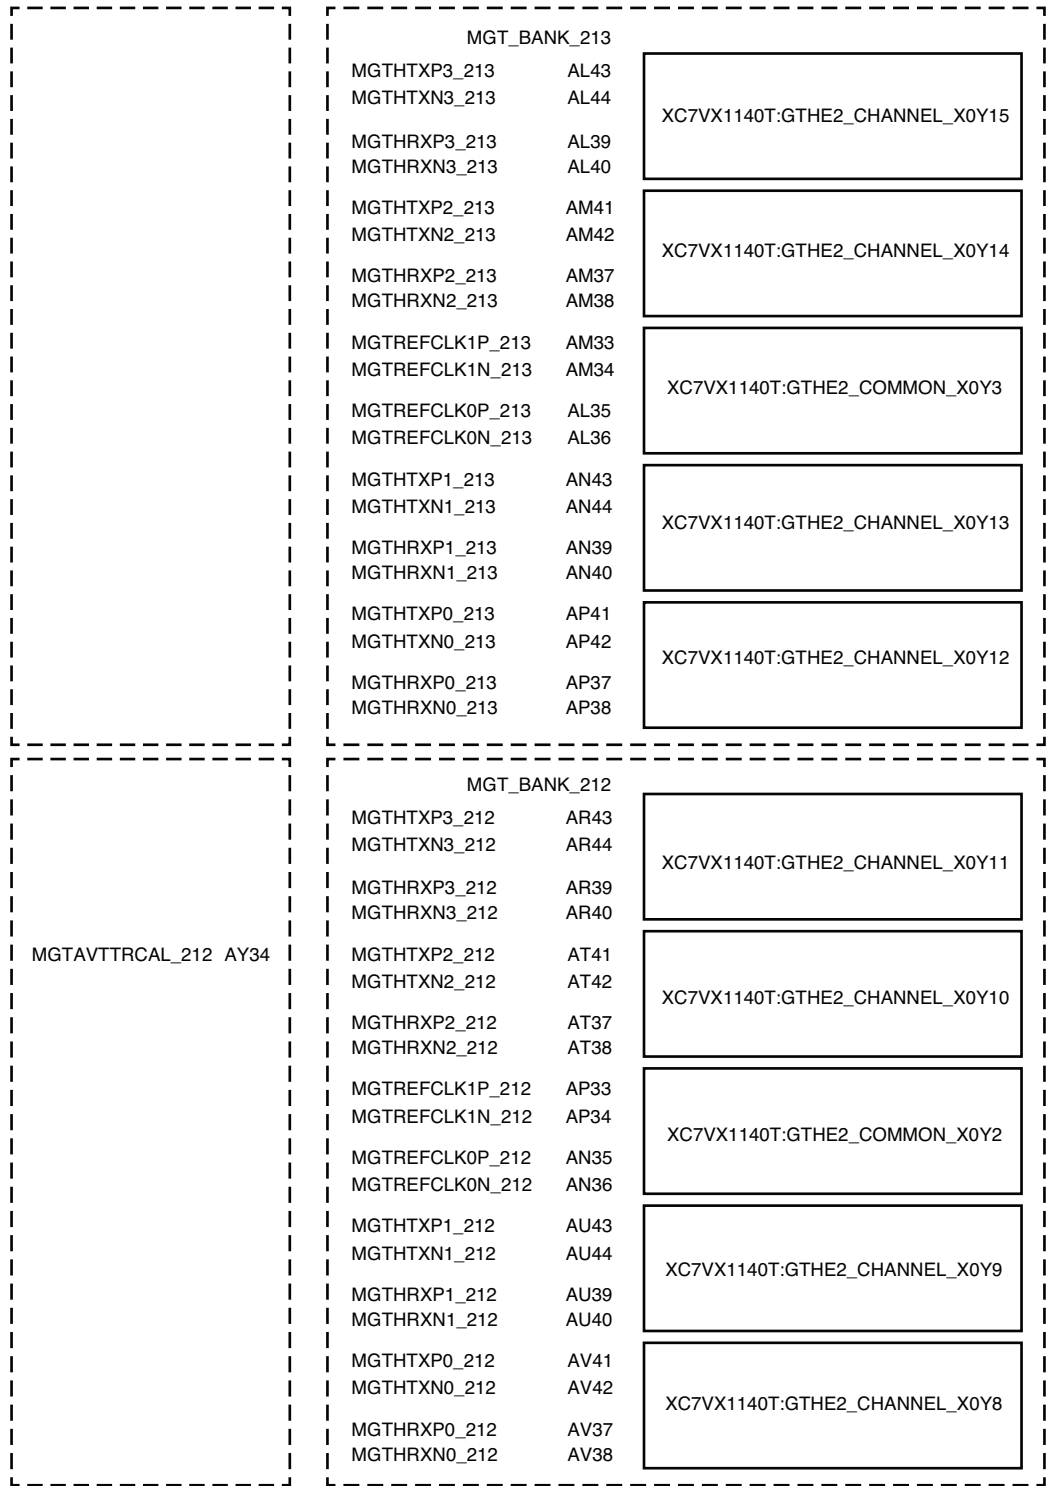 MGT_BANK_213
MGTHTXP3_213 AL43
MGTHTXN3_213 AL44
XC7VX1140T:GTHE2_CHANNEL_X0Y15
MGTHRXP3_213 AL39
MGTHRXN3_213 AL40
MGTHTXP2_213 AM41
MGTHTXN2_213 AM42
XC7VX1140T:GTHE2_CHANNEL_X0Y14
MGTHRXP2_213 AM37
MGTHRXN2_213 AM38
MGTREFCLK1P_213 AM33
MGTREFCLK1N_213 AM34
XC7VX1140T:GTHE2_COMMON_X0Y3
MGTREFCLK0P_213 AL35
MGTREFCLK0N_213 AL36
MGTHTXP1_213 AN43
MGTHTXN1_213 AN44
XC7VX1140T:GTHE2_CHANNEL_X0Y13
MGTHRXP1_213 AN39
MGTHRXN1_213 AN40
MGTHTXP0_213 AP41
MGTHTXN0_213 AP42
XC7VX1140T:GTHE2_CHANNEL_X0Y12
MGTHRXP0_213 AP37
MGTHRXN0_213 AP38
MGT_BANK_212
MGTHTXP3_212 AR43
MGTHTXN3_212 AR44
XC7VX1140T:GTHE2_CHANNEL_X0Y11
MGTHRXP3_212 AR39
MGTHRXN3_212 AR40
MGTAVTTRCAL_212 AY34
MGTHTXP2_212 AT41
MGTHTXN2_212 AT42
XC7VX1140T:GTHE2_CHANNEL_X0Y10
MGTHRXP2_212 AT37
MGTHRXN2_212 AT38
MGTREFCLK1P_212 AP33
MGTREFCLK1N_212 AP34
XC7VX1140T:GTHE2_COMMON_X0Y2
MGTREFCLK0P_212 AN35
MGTREFCLK0N_212 AN36
MGTHTXP1_212 AU43
MGTHTXN1_212 AU44
XC7VX1140T:GTHE2_CHANNEL_X0Y9
MGTHRXP1_212 AU39
MGTHRXN1_212 AU40
MGTHTXP0_212 AV41
MGTHTXN0_212 AV42
XC7VX1140T:GTHE2_CHANNEL_X0Y8
MGTHRXP0_212 AV37
MGTHRXN0_212 AV38